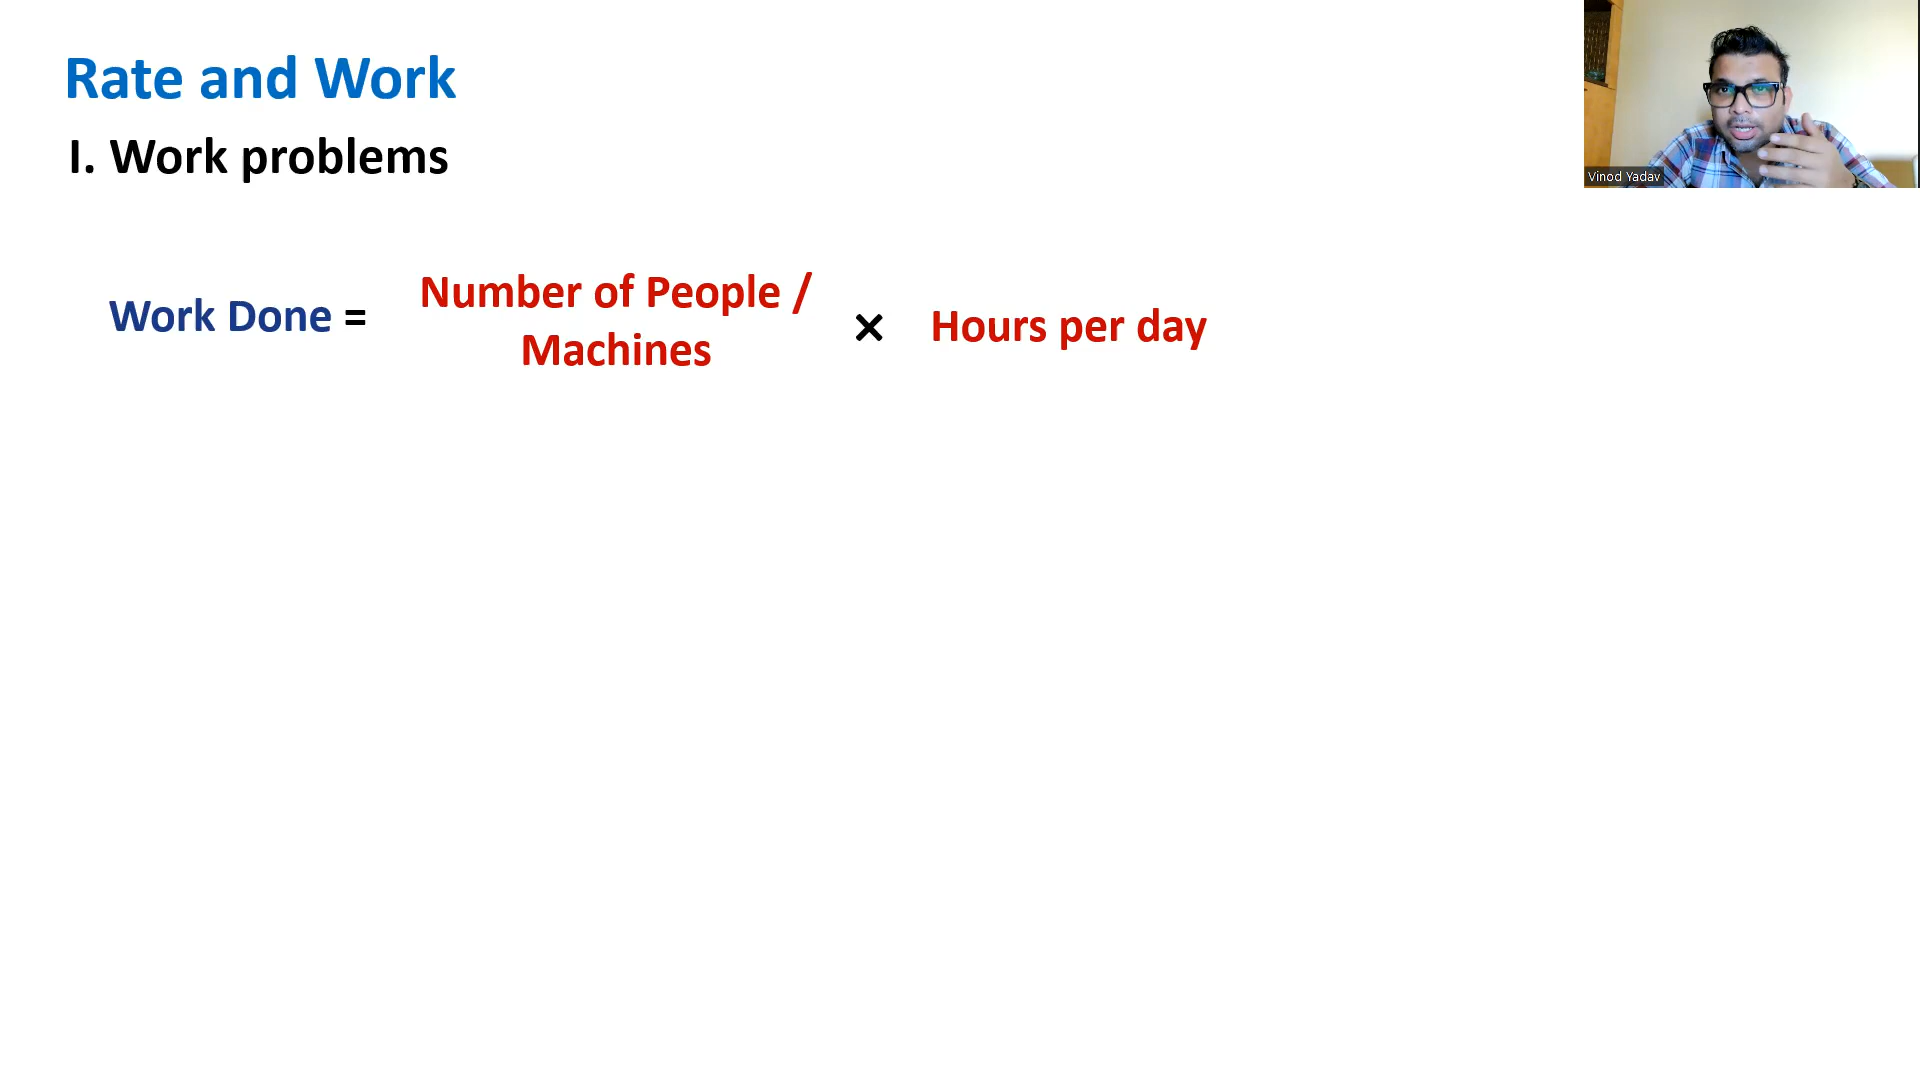 Rate and Work
I. Work problems
Work Done =
Number of People /
Machines
×
Hours per day
Vinod Yadav